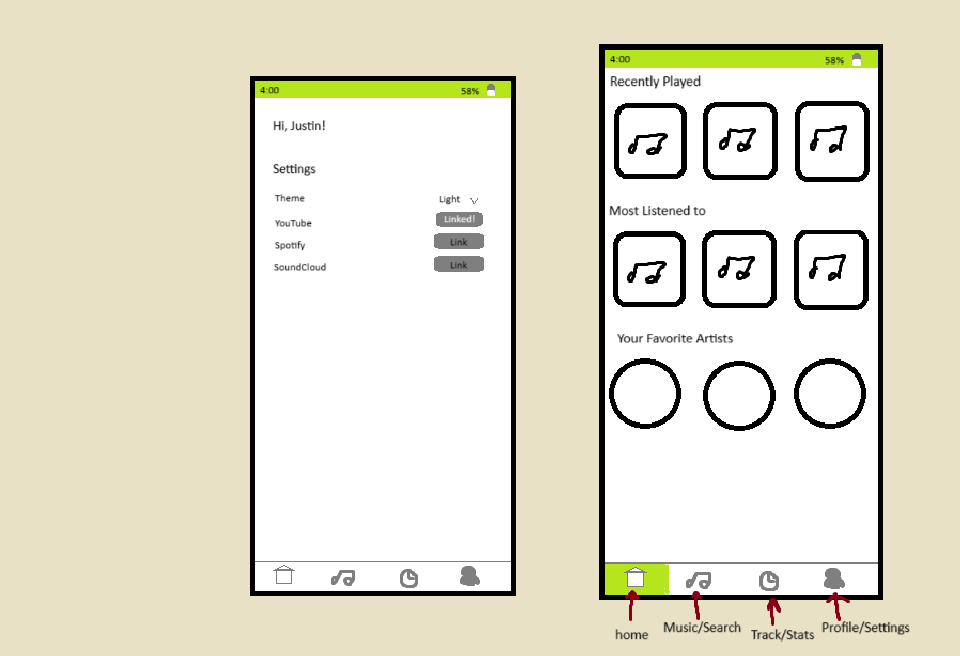 4:00 58%
Hi, Justin!
Settings
Theme Light
YouTube Linked!
Spotify Link
SoundCloud Link
4:00 58%
Recently Played
Most Listened to
Your Favorite Artists
home Music/Search Track/Stats Profile/Settings